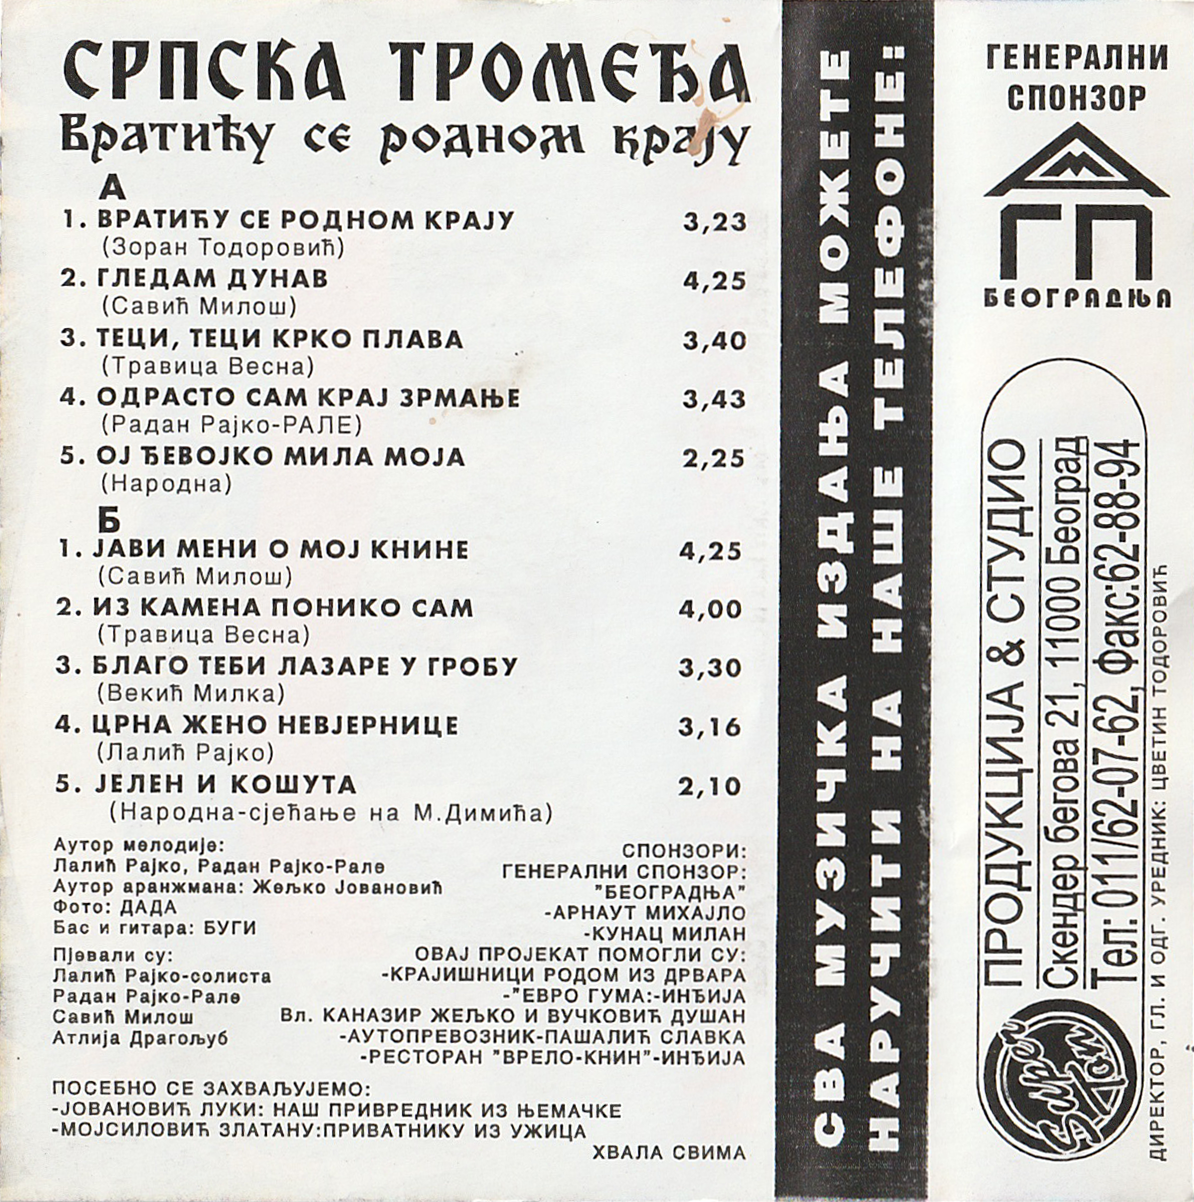 СРПСКА ТРОМЕЂА
Вратићу се родном крају
А
1. ВРАТИЋУ СЕ РОДНОМ КРАЈУ 3,23
(Зоран Тодоровић)
2. ГЛЕДАМ ДУНАВ 4,25
(Савић Милош)
3. ТЕЦИ, ТЕЦИ КРКО ПЛАВА 3,40
(Травица Весна)
4. ОДРАСТО САМ КРАЈ ЗРМАЊЕ 3,43
(Радан Рајко-РАЛЕ)
5. ОЈ ЂЕВОЈКО МИЛА МОЈА 2,25
(Народна)
Б
1. ЈАВИ МЕНИ О МОЈ КНИНЕ 4,25
(Савић Милош)
2. ИЗ КАМЕНА ПОНИКО САМ 4,00
(Травица Весна)
3. БЛАГО ТЕБИ ЛАЗАРЕ У ГРОБУ 3,30
(Векић Милка)
4. ЦРНА ЖЕНО НЕВЈЕРНИЦЕ 3,16
(Лалић Рајко)
5. ЈЕЛЕН И КОШУТА 2,10
(Народна-сјећање на М.Димића)
Аутор мелодије:
Лалић Рајко, Радан Рајко-Рале
Аутор аранжмана: Жељко Јовановић
Фото: ДАДА
Бас и гитара: БУГИ
Пјевали су:
Лалић Рајко-солиста
Радан Рајко-Рале
Савић Милош
Атлија Драгољуб
СПОНЗОРИ:
ГЕНЕРАЛНИ СПОНЗОР:
"БЕОГРАДЊА"
-АРНАУТ МИХАЈЛО
-КУНАЦ МИЛАН
ОВАЈ ПРОЈЕКАТ ПОМОГЛИ СУ:
-КРАЈИШНИЦИ РОДОМ ИЗ ДРВАРА
-"ЕВРО ГУМА:-ИНЂИЈА
Вл. КАНАЗИР ЖЕЉКО И ВУЧКОВИЋ ДУШАН
-АУТОПРЕВОЗНИК-ПАШАЛИЋ СЛАВКА
-РЕСТОРАН "ВРЕЛО-КНИН"-ИНЂИЈА
ПОСЕБНО СЕ ЗАХВАЉУЈЕМО:
-ЈОВАНОВИЋ ЛУКИ: НАШ ПРИВРЕДНИК ИЗ ЊЕМАЧКЕ
-МОЈСИЛОВИЋ ЗЛАТАНУ:ПРИВАТНИКУ ИЗ УЖИЦА
ХВАЛА СВИМА
СВА МУЗИЧКА ИЗДАЊА МОЖЕТЕ
НАРУЧИТИ НА НАШЕ ТЕЛЕФОНЕ:
ГЕНЕРАЛНИ
СПОНЗОР
М
ГП
БЕОГРАДЊА
ПРОДУКЦИЈА & СТУДИО
Скендер бегова 21, 11000 Београд
Тел: 011/62-07-62, Факс:62-88-94
Super Tom
ДИРЕКТОР, ГЛ. И ОДГ. УРЕДНИК: ЦВЕТИН ТОДОРОВИЋ